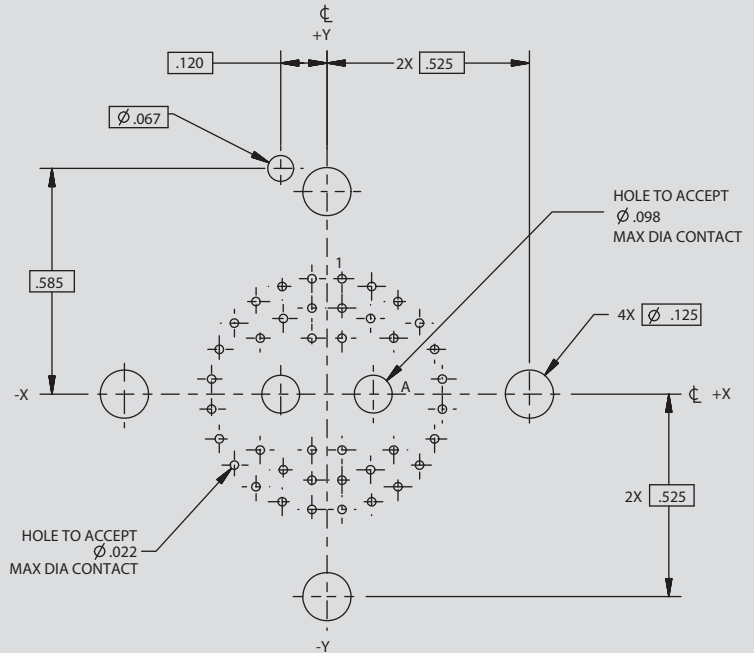 ℄
+Y
.120
2X .525
Ø .067
HOLE TO ACCEPT
Ø .098
MAX DIA CONTACT
1
.585
4X Ø .125
-X
A
℄ +X
2X .525
HOLE TO ACCEPT
Ø .022
MAX DIA CONTACT
-Y